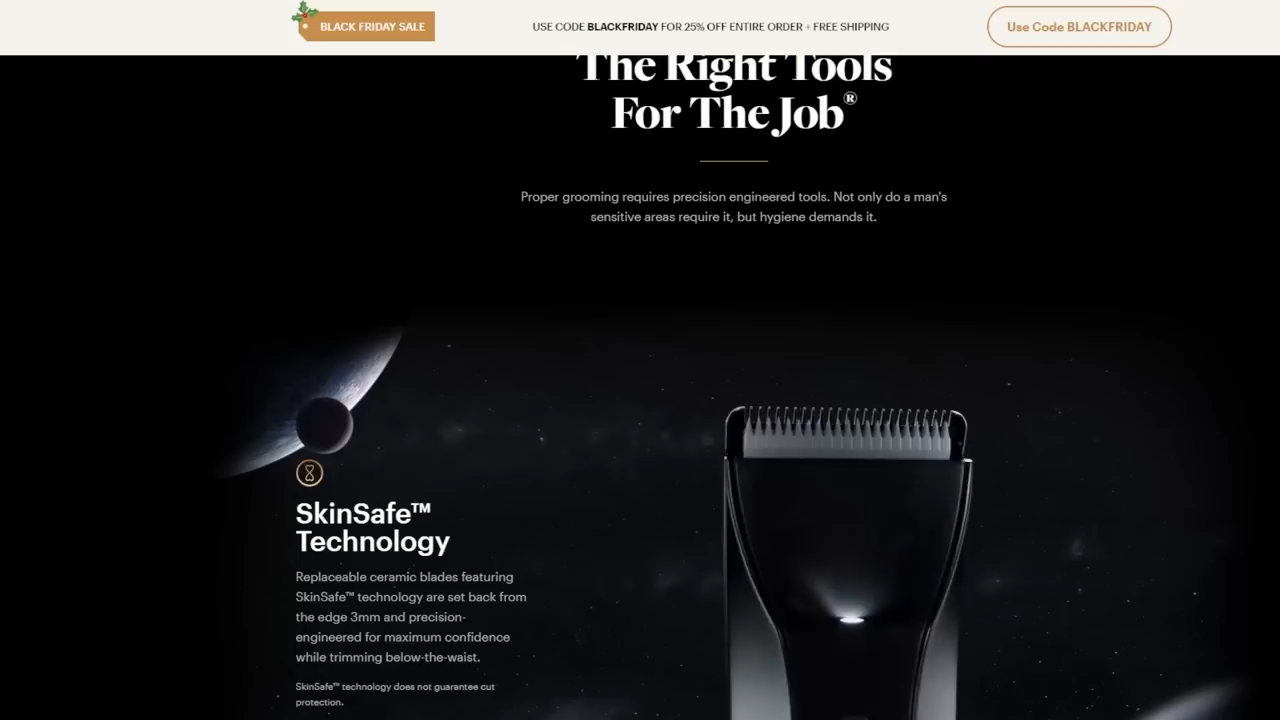 BLACK FRIDAY SALE
USE CODE BLACKFRIDAY FOR 25% OFF ENTIRE ORDER + FREE SHIPPING
Use Code BLACKFRIDAY
The Right Tools
For The Job®
Proper grooming requires precision engineered tools. Not only do a man's
sensitive areas require it, but hygiene demands it.
SkinSafe™
Technology
Replaceable ceramic blades featuring
SkinSafe™ technology are set back from
the edge 3mm and precision-
engineered for maximum confidence
while trimming below-the-waist.
SkinSafe™ technology does not guarantee cut
protection.